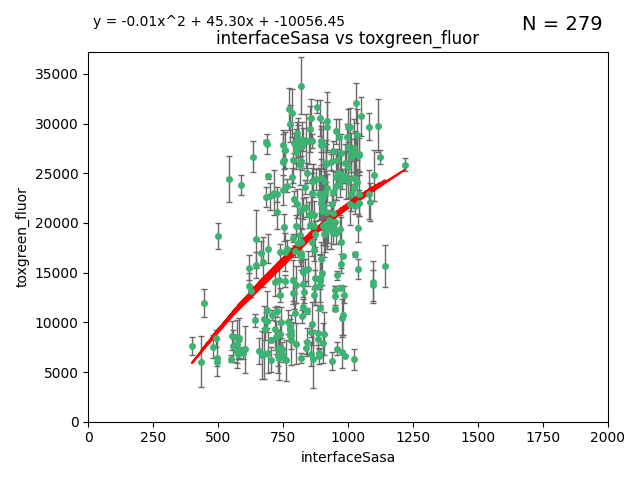 y = -0.01x^2 + 45.30x + -10056.45
N = 279
interfaceSasa vs toxgreen_fluor
35000
30000
25000
20000
15000
10000
5000
0
toxgreen_fluor
0 250 500 750 1000 1250 1500 1750 2000
interfaceSasa